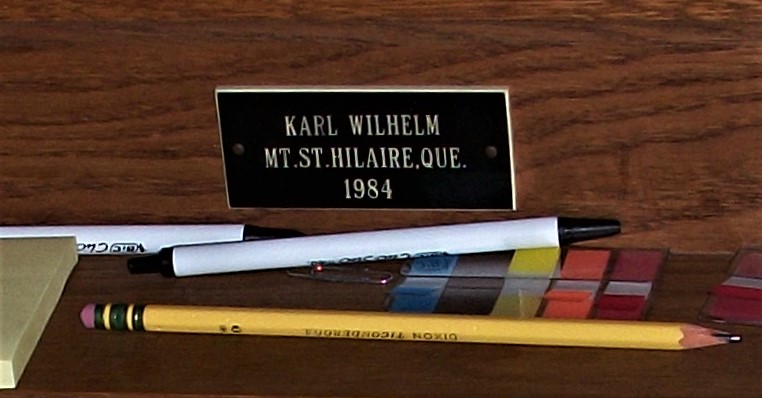 KARL WILHELM
MT.ST.HILAIRE,QUE.
1984
DIXON TICONDEROGA